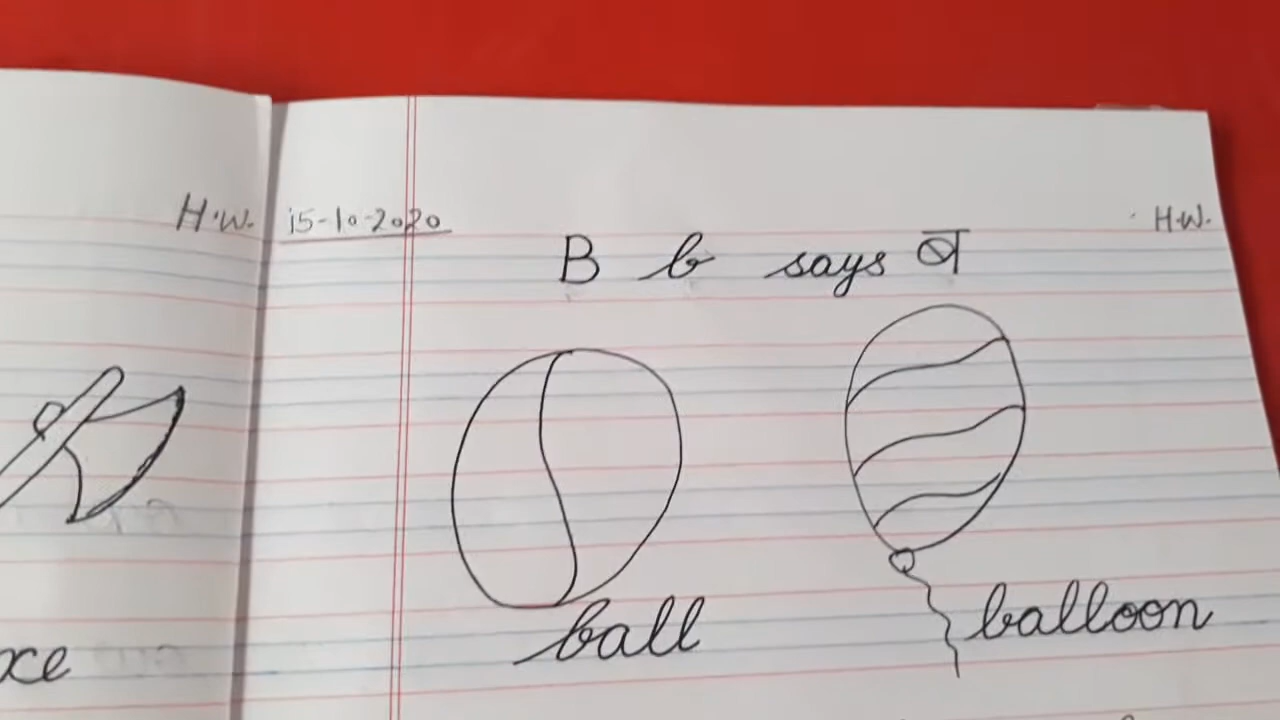 H.W.
xe
15-10-2020 H.W.
B b says ब
ball balloon